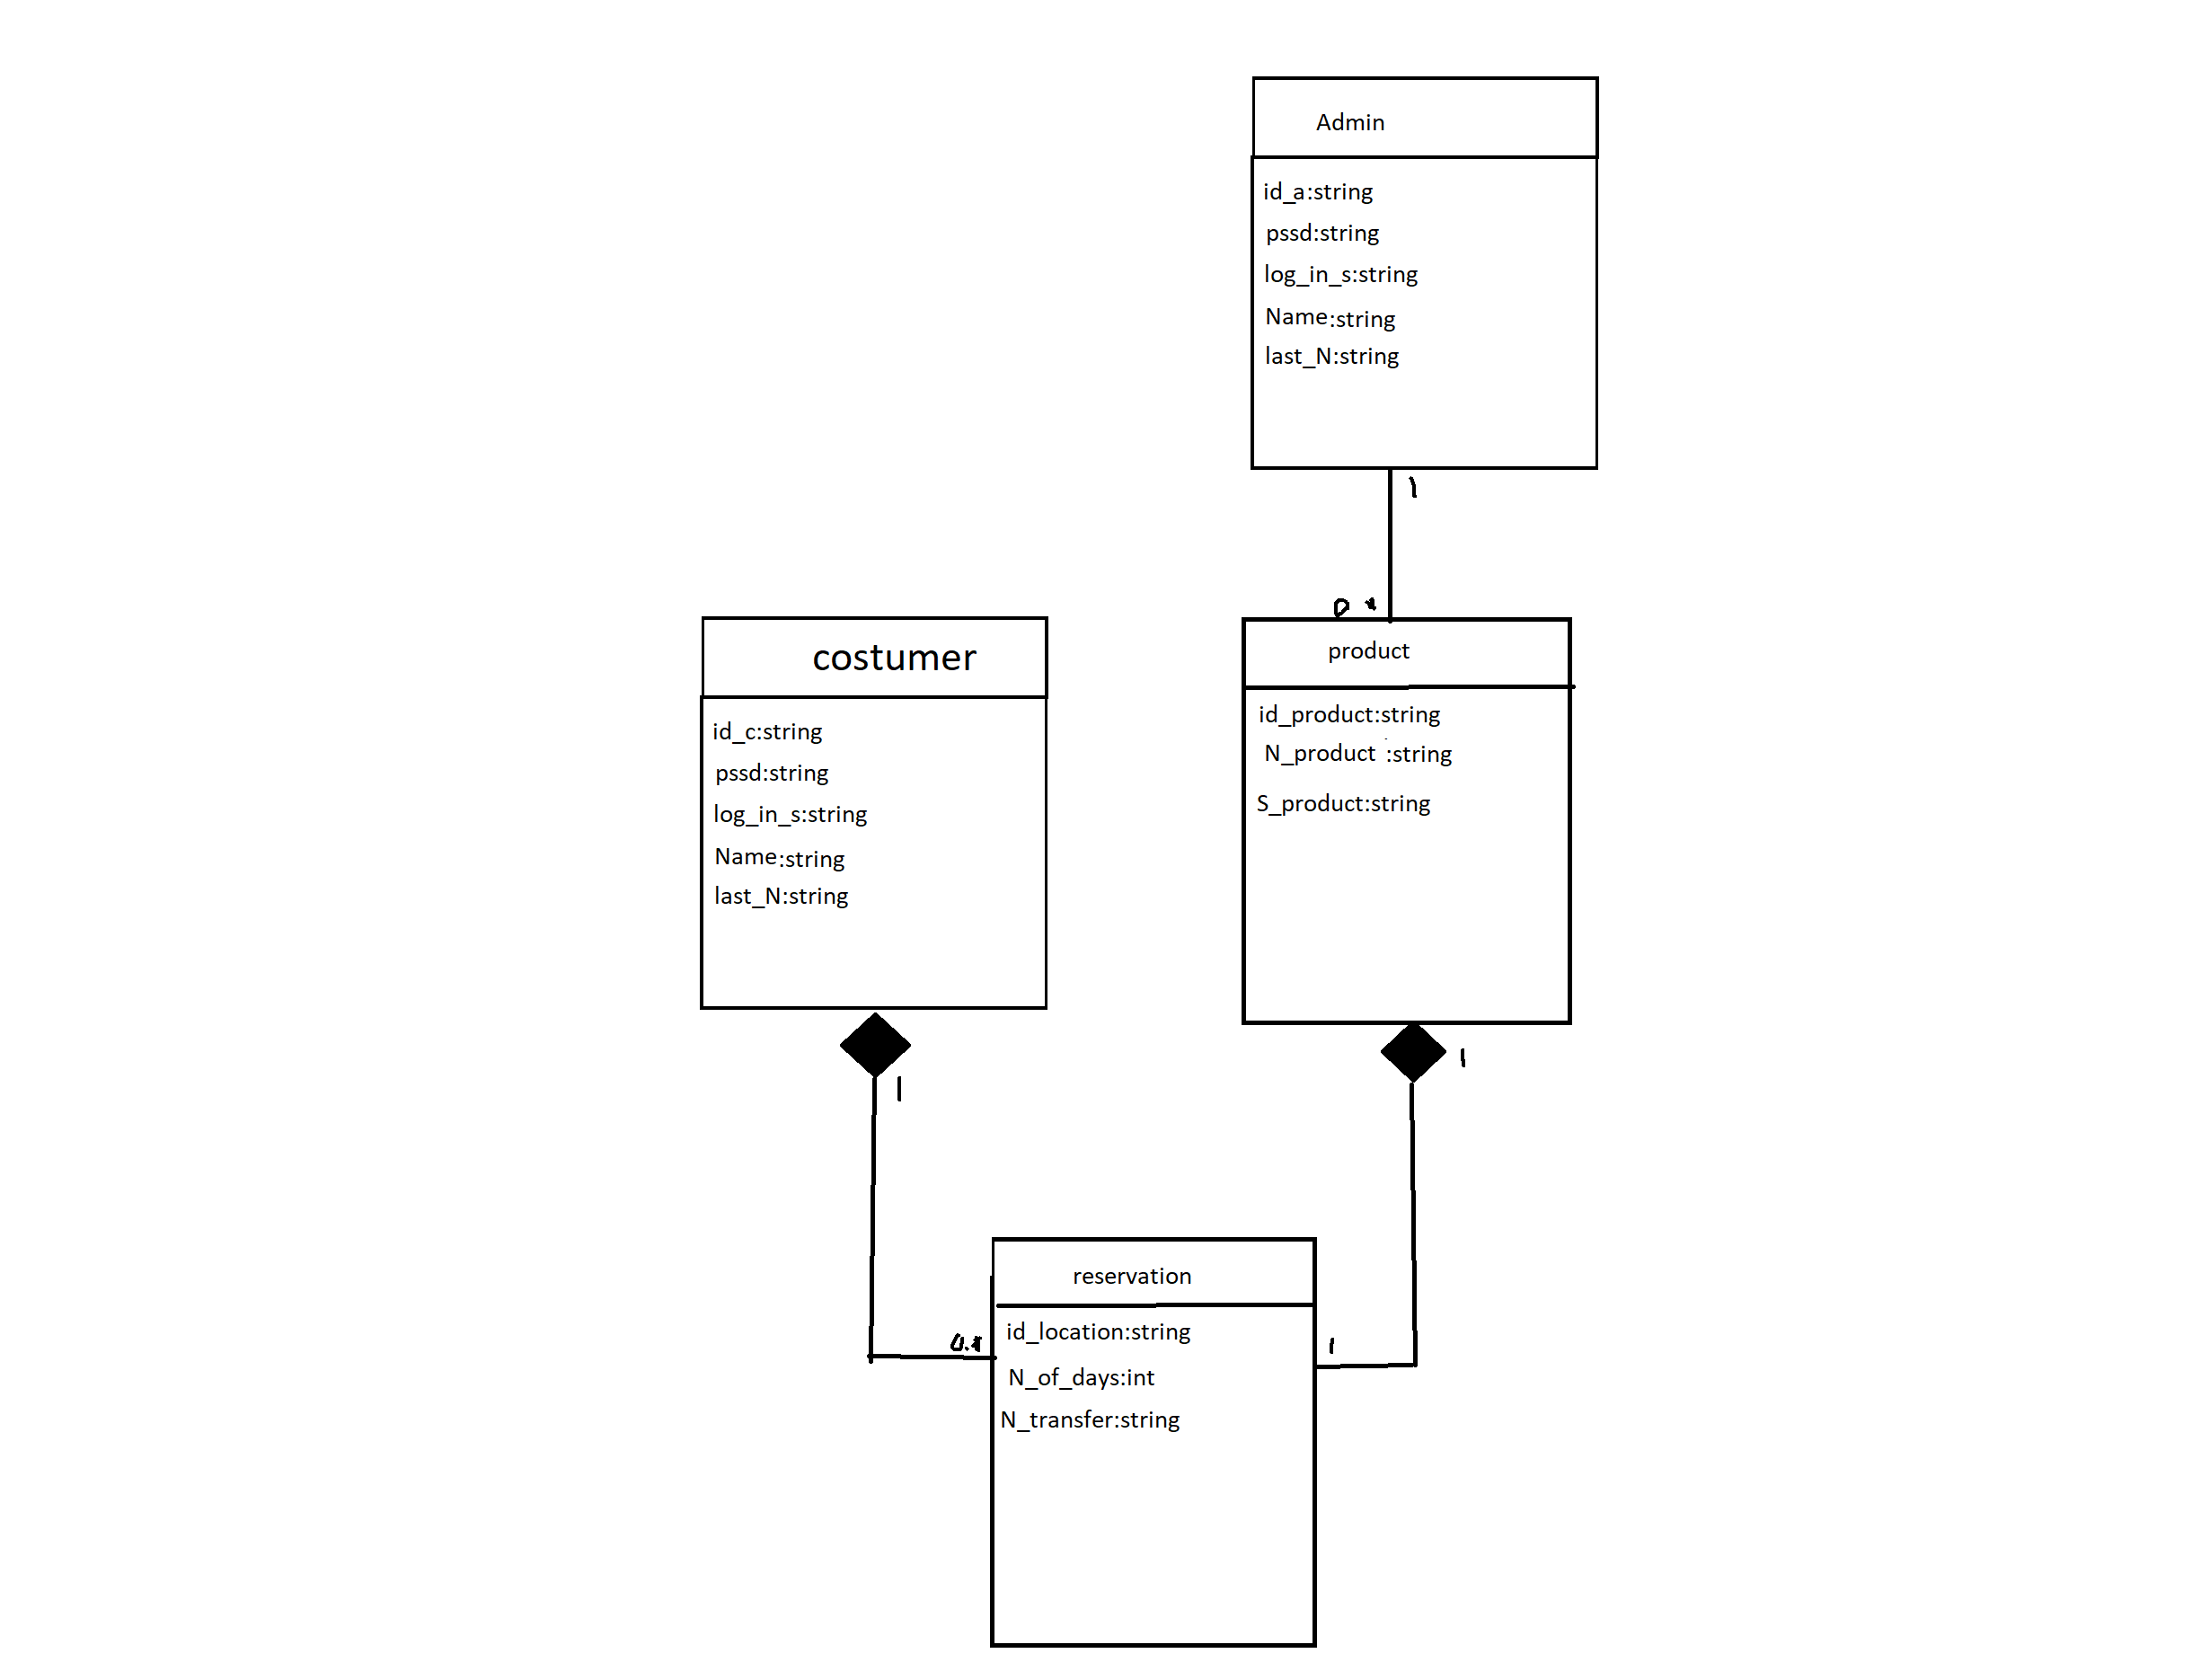 Admin
id_a:string
pssd:string
log_in_s:string
Name:string
last_N:string
1
0 *
costumer
id_c:string
pssd:string
log_in_s:string
Name:string
last_N:string
1
product
id_product:string
N_product :string
S_product:string
1
reservation
id_location:string
N_of_days:int
N_transfer:string
0.*
1